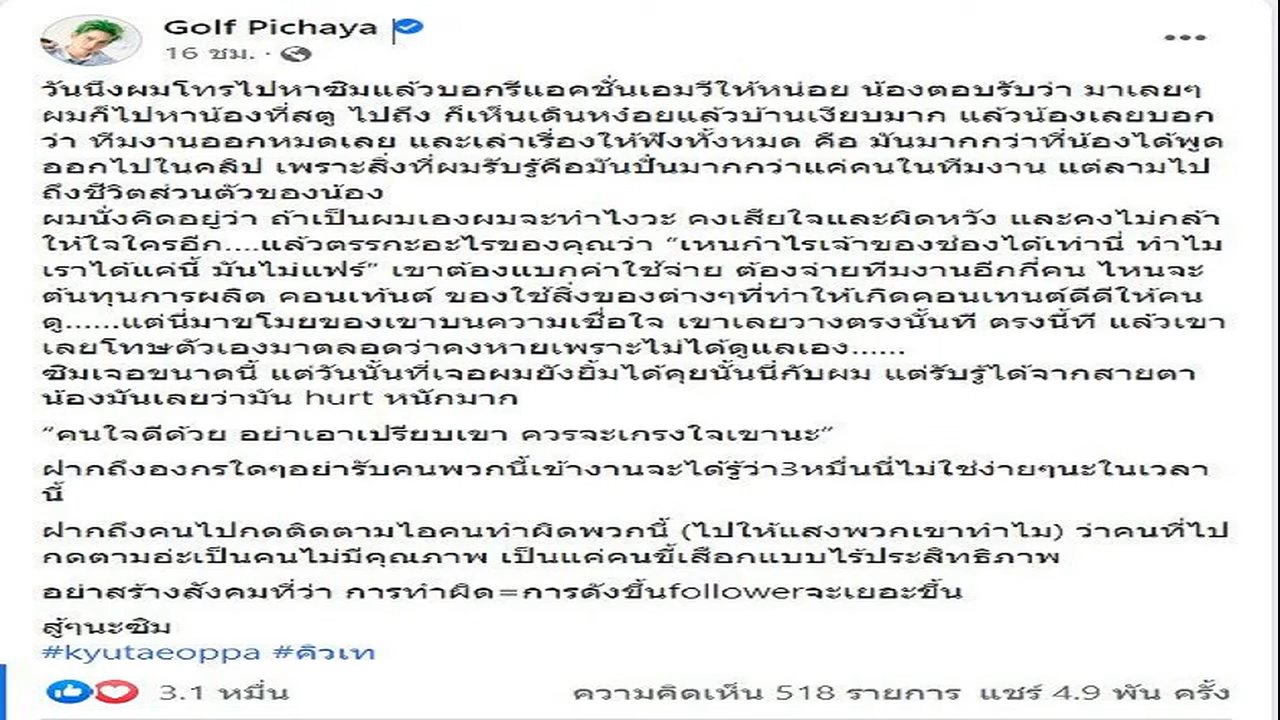 Golf Pichaya
16 ชม. ·
วันนึงผมโทรไปหาซิมแล้วบอกรีแอคชั่นเอมวีให้หน่อย น้องตอบรับว่า มาเลยๆ
ผมก็ไปหาน้องที่สตู ไปถึง ก็เห็นเดินหง๋อยแล้วบ้านเงียบมาก แล้วน้องเลยบอก
ว่า ทีมงานออกหมดเลย และเล่าเรื่องให้ฟังทั้งหมด คือ มันมากกว่าที่น้องได้พูด
ออกไปในคลิป เพราะสิ่งที่ผมรับรู้คือมันปั่นมากกว่าแค่คนในทีมงาน แต่ลามไป
ถึงชีวิตส่วนตัวของน้อง
ผมนั่งคิดอยู่ว่า ถ้าเป็นผมเองผมจะทำไงวะ คงเสียใจและผิดหวัง และคงไม่กล้า
ให้ใจใครอีก....แล้วตรรกะอะไรของคุณว่า “เหนกำไรเจ้าของช่องได้เท่านี่ ทำไม
เราได้แค่นี้ มันไม่แฟร์” เขาต้องแบกค่าใช้จ่าย ต้องจ่ายทีมงานอีกกี่คน ไหนจะ
ต้นทุนการผลิต คอนเท้นต์ ของใช้สิ่งของต่างๆที่ทำให้เกิดคอนเทนต์ดีดีให้คน
ดู......แต่นี่มาขโมยของเขาบนความเชื่อใจ เขาเลยวางตรงนั้นที ตรงนี้ที แล้วเขา
เลยโทษตัวเองมาตลอดว่าคงหายเพราะไม่ได้ดูแลเอง......
ซิมเจอขนาดนี้ แต่วันนั้นที่เจอผมยังยิ้มได้คุยนั้นนี่กับผม แต่รับรู้ได้จากสายตา
น้องมันเลยว่ามัน hurt หนักมาก
“คนใจดีด้วย อย่าเอาเปรียบเขา ควรจะเกรงใจเขานะ”
ฝากถึงองกรใดๆอย่ารับคนพวกนี้เข้างานจะได้รู้ว่า3หมื่นนี่ไม่ใช่ง่ายๆนะในเวลา
นี้
ฝากถึงคนไปกดติดตามไอคนทำผิดพวกนี้ (ไปให้แสงพวกเขาทำไม) ว่าคนที่ไป
กดตามอ่ะเป็นคนไม่มีคุณภาพ เป็นแค่คนขี้เสือกแบบไร้ประสิทธิภาพ
อย่าสร้างสังคมที่ว่า การทำผิด=การดังขึ้นfollowerจะเยอะขึ้น
สู้ๆนะซิม
#kyutaeoppa #คิวเท
3.1 หมื่น ความคิดเห็น 518 รายการ แชร์ 4.9 พัน ครั้ง